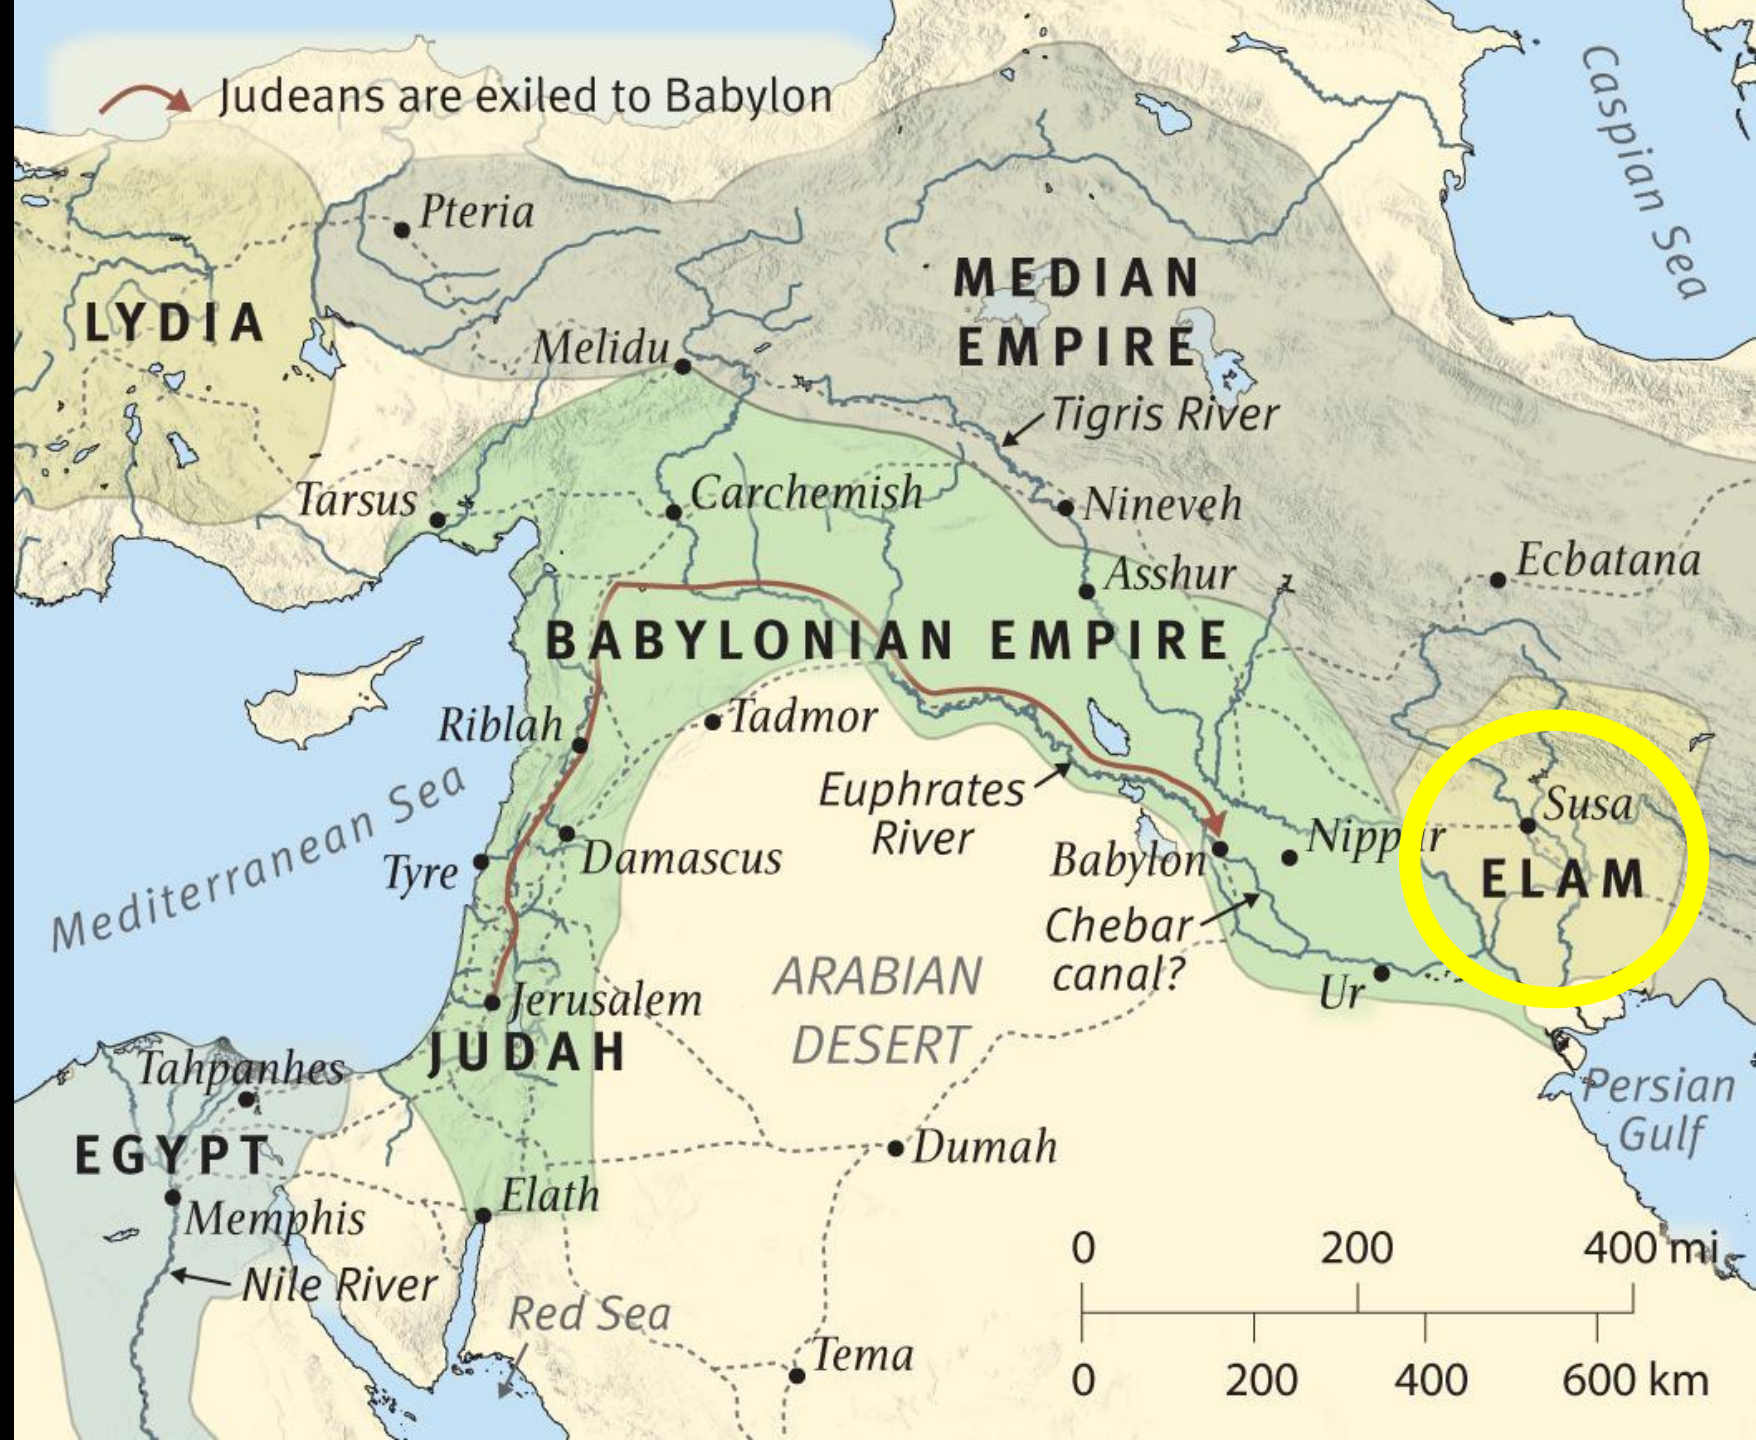 Judeans are exiled to Babylon
Caspian Sea
Pteria
MEDIAN
EMPIRE
LYDIA
Melidu
Tigris River
Tarsus
Carchemish
Nineveh
Ecbatana
Asshur
BABYLONIAN EMPIRE
Riblah
Tadmor
Mediterranean Sea
Euphrates
River
Susa
Nippur
Tyre
Damascus
Babylon
ELAM
Chebar
canal?
ARABIAN
DESERT
Ur
Jerusalem
JUDAH
Tahpanhes
Persian
Gulf
EGYPT
Dumah
Memphis
Elath
Nile River
Red Sea
Tema
0 200 400 mi
0 200 400 600 km